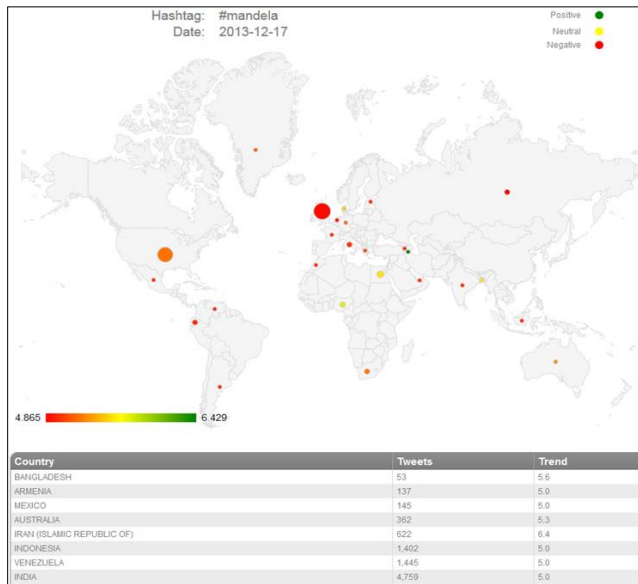 Hashtag: #mandela
Date: 2013-12-17
Positive
Neutral
Negative
4.865 6.429
Country Tweets Trend
BANGLADESH 53 5.6
ARMENIA 137 5.0
MEXICO 145 5.0
AUSTRALIA 362 5.3
IRAN (ISLAMIC REPUBLIC OF) 622 6.4
INDONESIA 1,402 5.0
VENEZUELA 1,445 5.0
INDIA 4,759 5.0